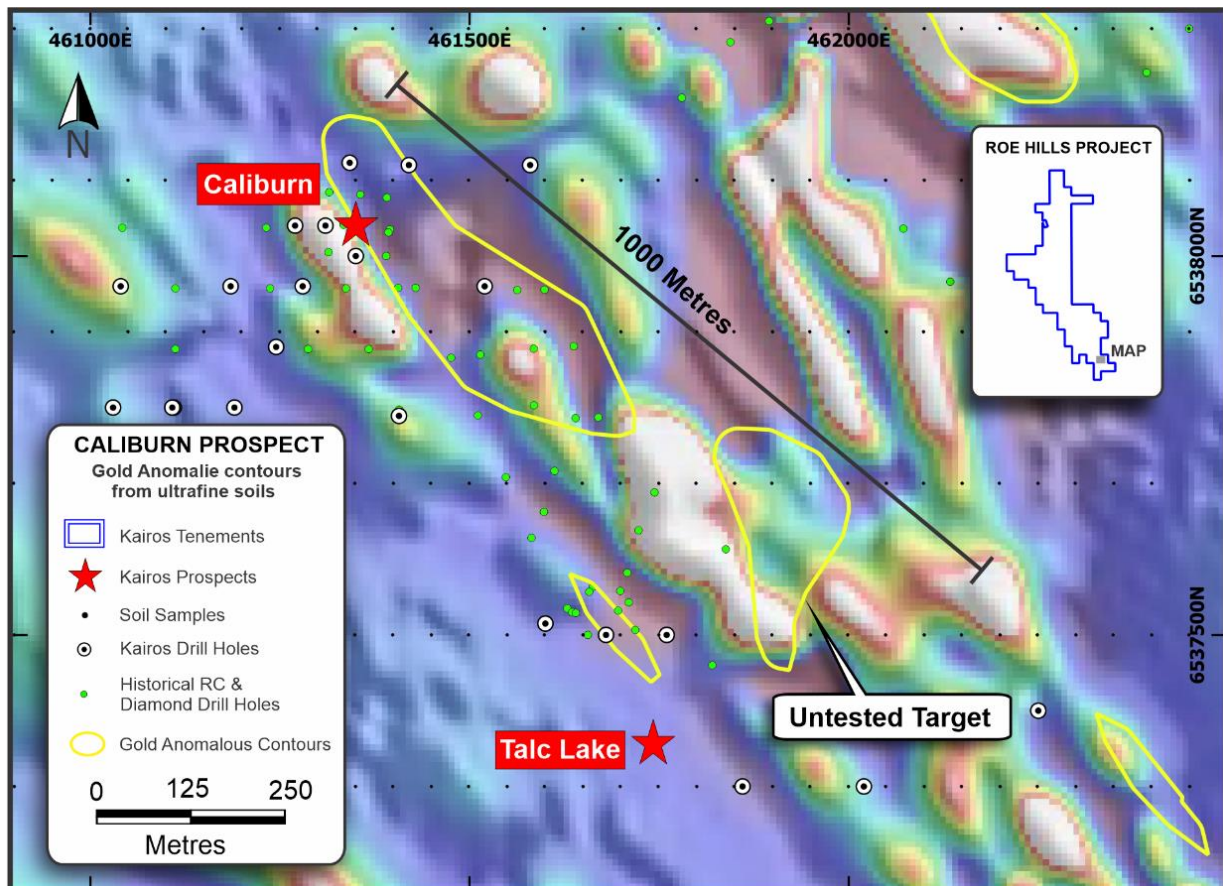 461000E
461500E
462000E
N
Caliburn
1000 Metres
6538000N
ROE HILLS PROJECT
MAP
CALIBURN PROSPECT
Gold Anomalie contours
from ultrafine soils
Kairos Tenements
Kairos Prospects
Soil Samples
Kairos Drill Holes
Historical RC &
Diamond Drill Holes
Gold Anomalous Contours
0 125 250
Metres
6537500N
Untested Target
Talc Lake